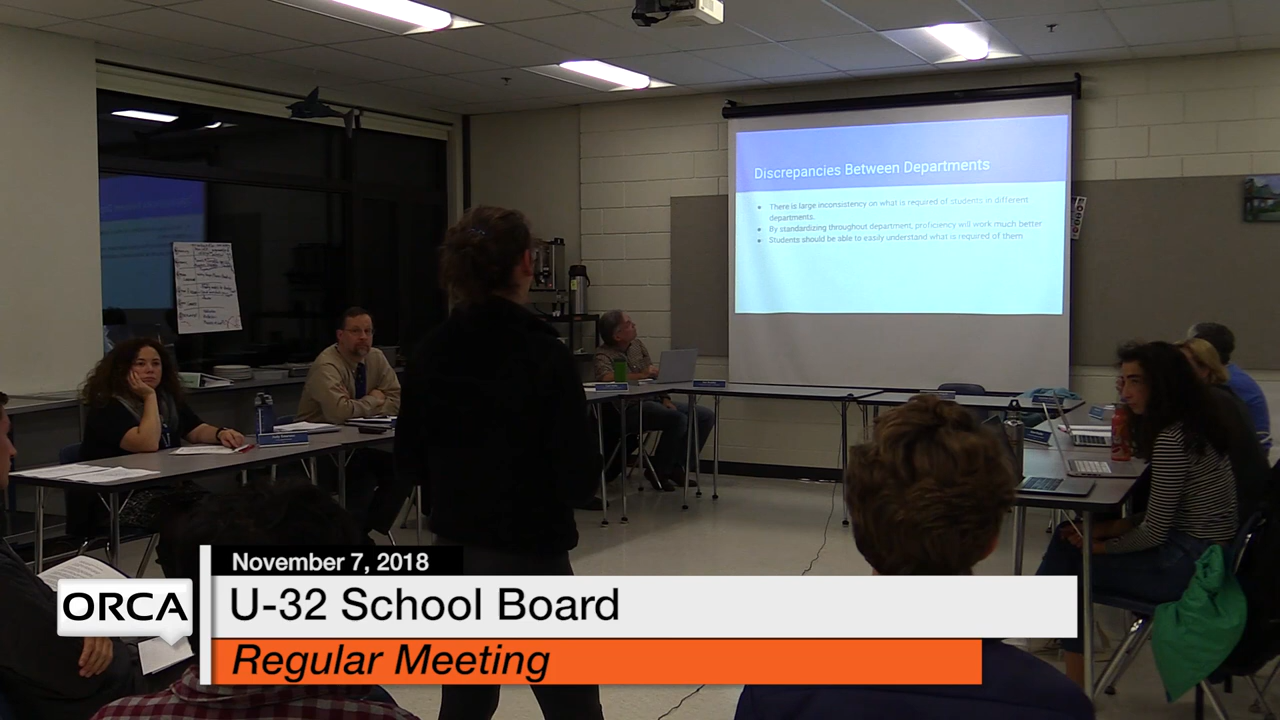 Discrepancies Between Departments
There is large inconsistency on what is required of students in different
departments.
By standardizing throughout department, proficiency will work much better
Students should be able to easily understand what is required of them
November 7, 2018
ORCA
U-32 School Board
Regular Meeting